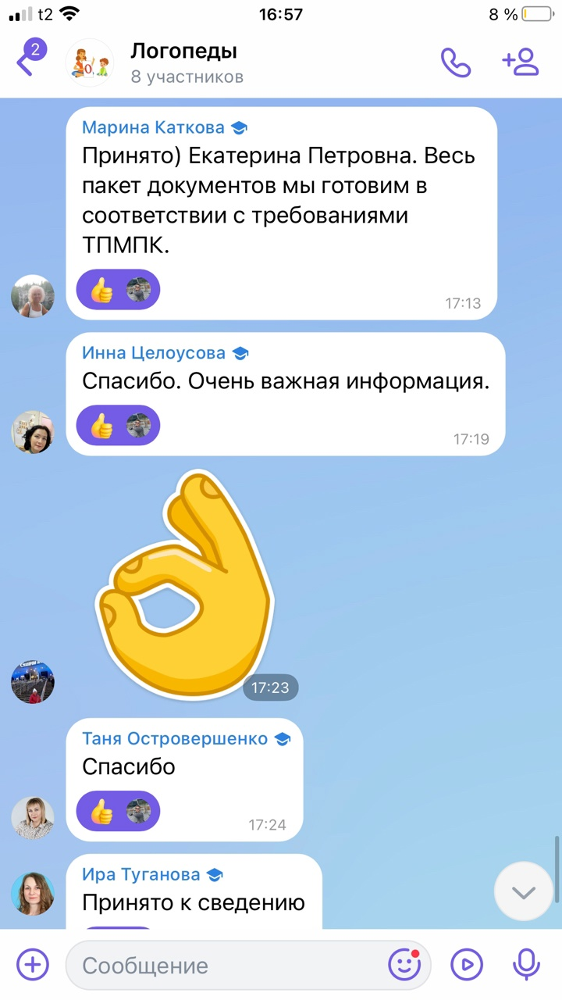 t2 16:57 8 %
2 Логопеды
8 участников
Марина Каткова
Принято) Екатерина Петровна. Весь
пакет документов мы готовим в
соответствии с требованиями
ТПМПК.
17:13
Инна Целоусова
Спасибо. Очень важная информация.
17:19
17:23
Таня Островершенко
Спасибо
17:24
Ира Туганова
Принято к сведению
Сообщение